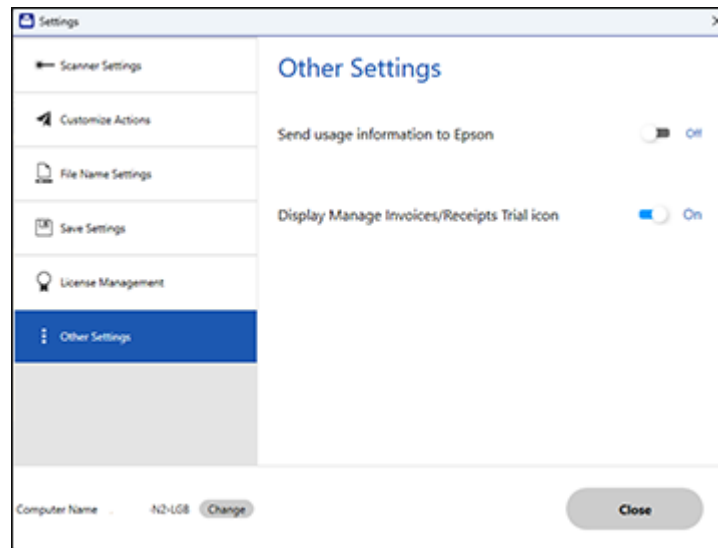 Settings
Scanner Settings
Other Settings
Customize Actions
Send usage information to Epson
Off
File Name Settings
Display Manage Invoices/Receipts Trial icon
On
Save Settings
License Management
Other Settings
Computer Name
-N2-LGB
Change
Close